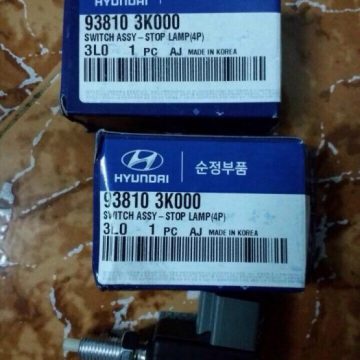 HYUNDAI
93810 3K000
SWITCH ASSY-STOP LAMP(4P)
3L0 1 PC AJ MADE IN KOREA
HYUNDAI 순정부품
93810 3K000
SWITCH ASSY-STOP LAMP(4P)
3L0 1 PC AJ MADE IN KOREA